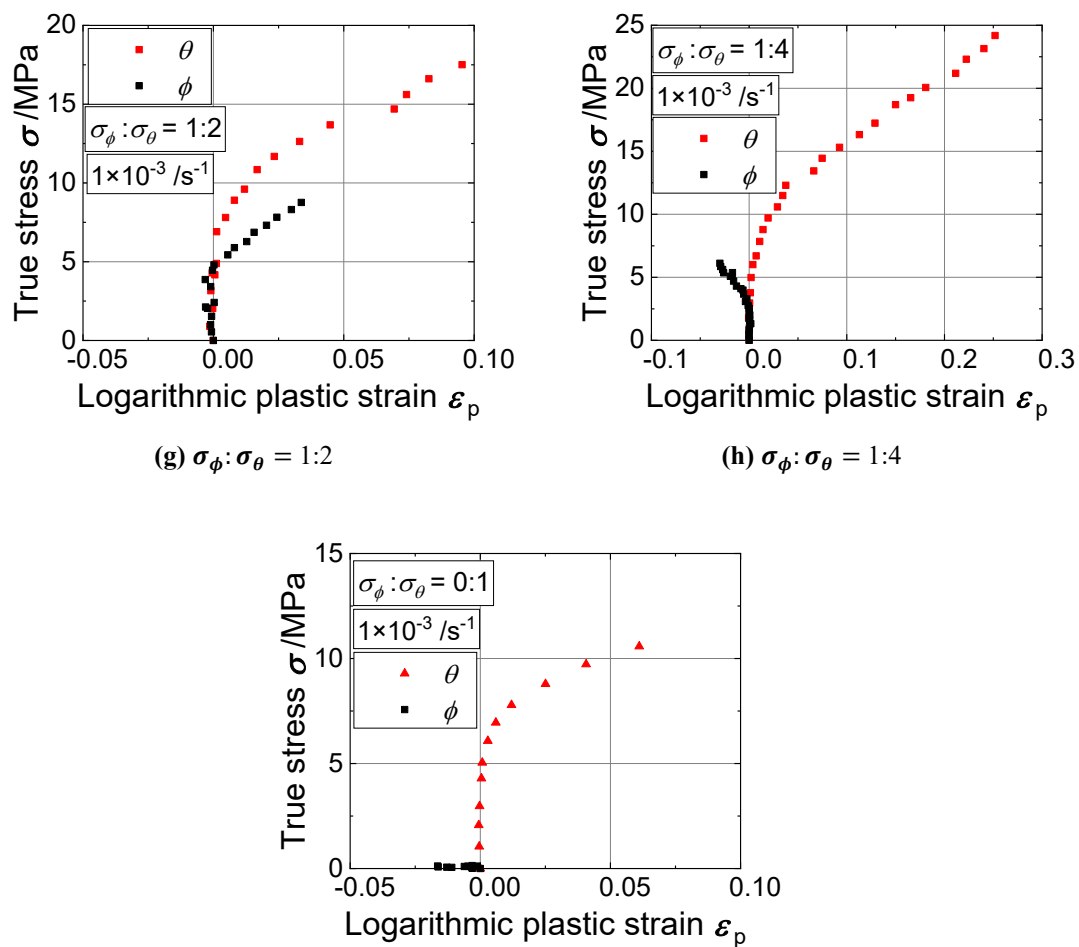 True stress σ /MPa
20
15
10
5
0
-0.05 0.00 0.05 0.10
θ
ϕ
σϕ:σθ = 1:2
1×10⁻³ /s⁻¹
Logarithmic plastic strain εp
(g) σϕ:σθ = 1:2
True stress σ /MPa
25
20
15
10
5
0
-0.1 0.0 0.1 0.2 0.3
σϕ:σθ = 1:4
1×10⁻³ /s⁻¹
θ
ϕ
Logarithmic plastic strain εp
(h) σϕ:σθ = 1:4
True stress σ /MPa
15
10
5
0
-0.05 0.00 0.05 0.10
σϕ:σθ = 0:1
1×10⁻³ /s⁻¹
θ
ϕ
Logarithmic plastic strain εp